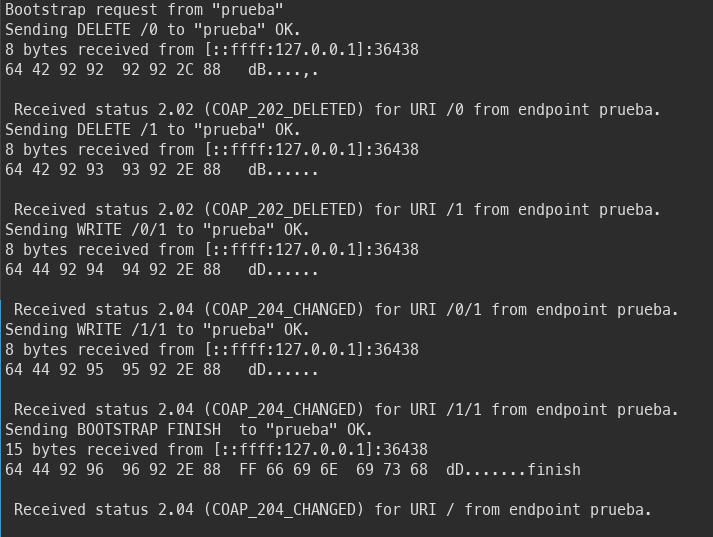 Bootstrap request from "prueba"
Sending DELETE /0 to "prueba" OK.
8 bytes received from [::ffff:127.0.0.1]:36438
64 42 92 92  92 92 2C 88   dB....,.
 Received status 2.02 (COAP_202_DELETED) for URI /0 from endpoint prueba.
Sending DELETE /1 to "prueba" OK.
8 bytes received from [::ffff:127.0.0.1]:36438
64 42 92 93  93 92 2E 88   dB......
 Received status 2.02 (COAP_202_DELETED) for URI /1 from endpoint prueba.
Sending WRITE /0/1 to "prueba" OK.
8 bytes received from [::ffff:127.0.0.1]:36438
64 44 92 94  94 92 2E 88   dD......
 Received status 2.04 (COAP_204_CHANGED) for URI /0/1 from endpoint prueba.
Sending WRITE /1/1 to "prueba" OK.
8 bytes received from [::ffff:127.0.0.1]:36438
64 44 92 95  95 92 2E 88   dD......
 Received status 2.04 (COAP_204_CHANGED) for URI /1/1 from endpoint prueba.
Sending BOOTSTRAP FINISH  to "prueba" OK.
15 bytes received from [::ffff:127.0.0.1]:36438
64 44 92 96  96 92 2E 88  FF 66 69 6E  69 73 68  dD.......finish
 Received status 2.04 (COAP_204_CHANGED) for URI / from endpoint prueba.